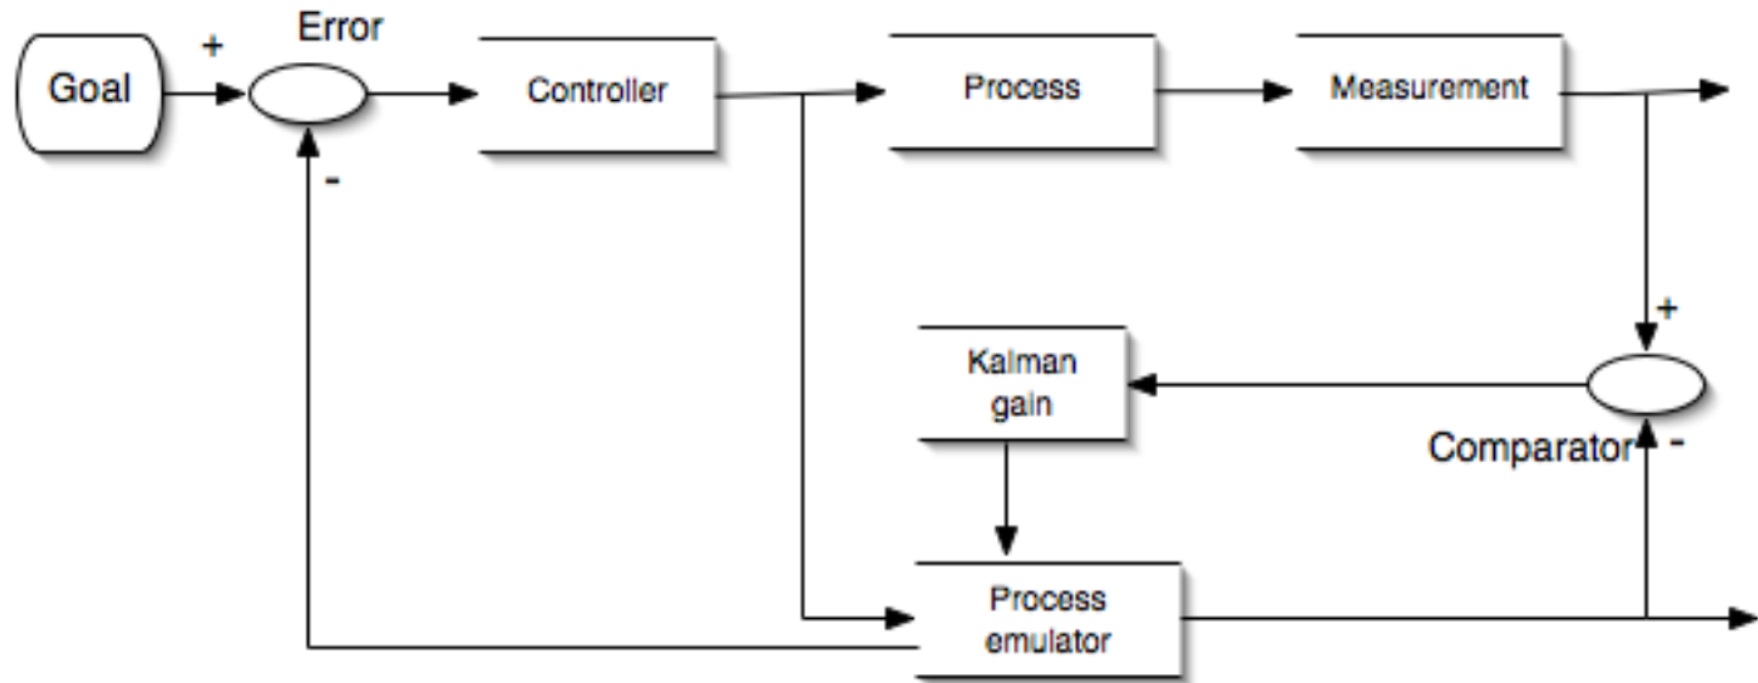 Error
+
Goal
Controller
Process
Measurement
-
+
Kalman
gain
Comparator
-
Process
emulator